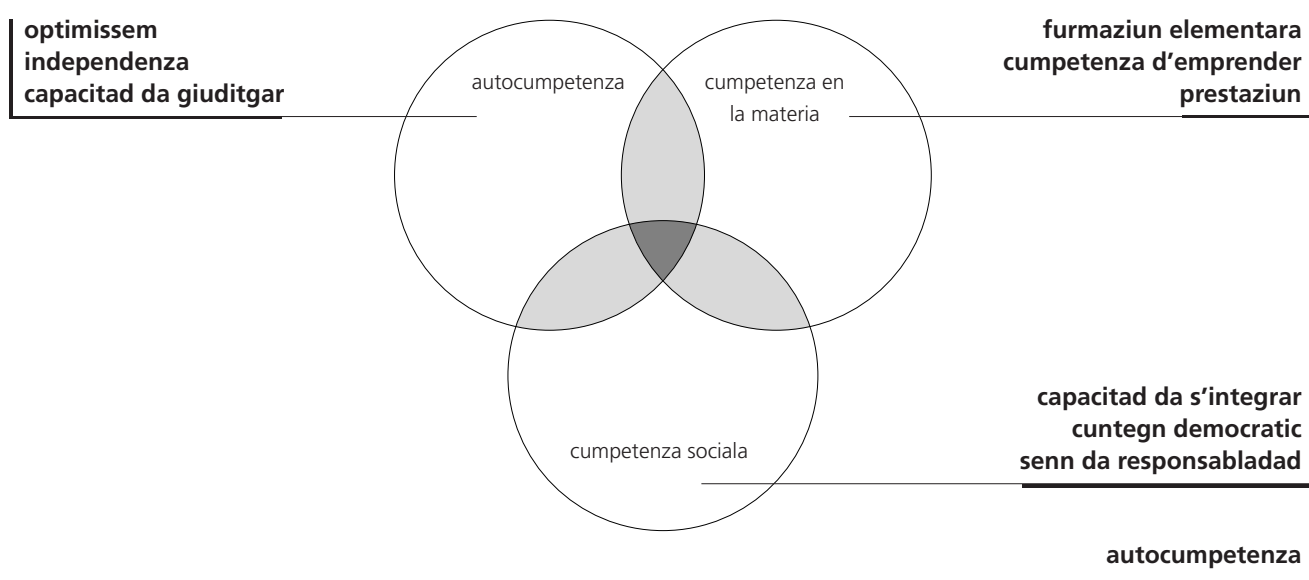 optimissem
independenza
capacitad da giuditgar
autocumpetenza
cumpetenza en
la materia
furmaziun elementara
cumpetenza d’emprender
prestaziun
cumpetenza sociala
capacitad da s’integrar
cuntegn democratic
senn da responsabladad
autocumpetenza